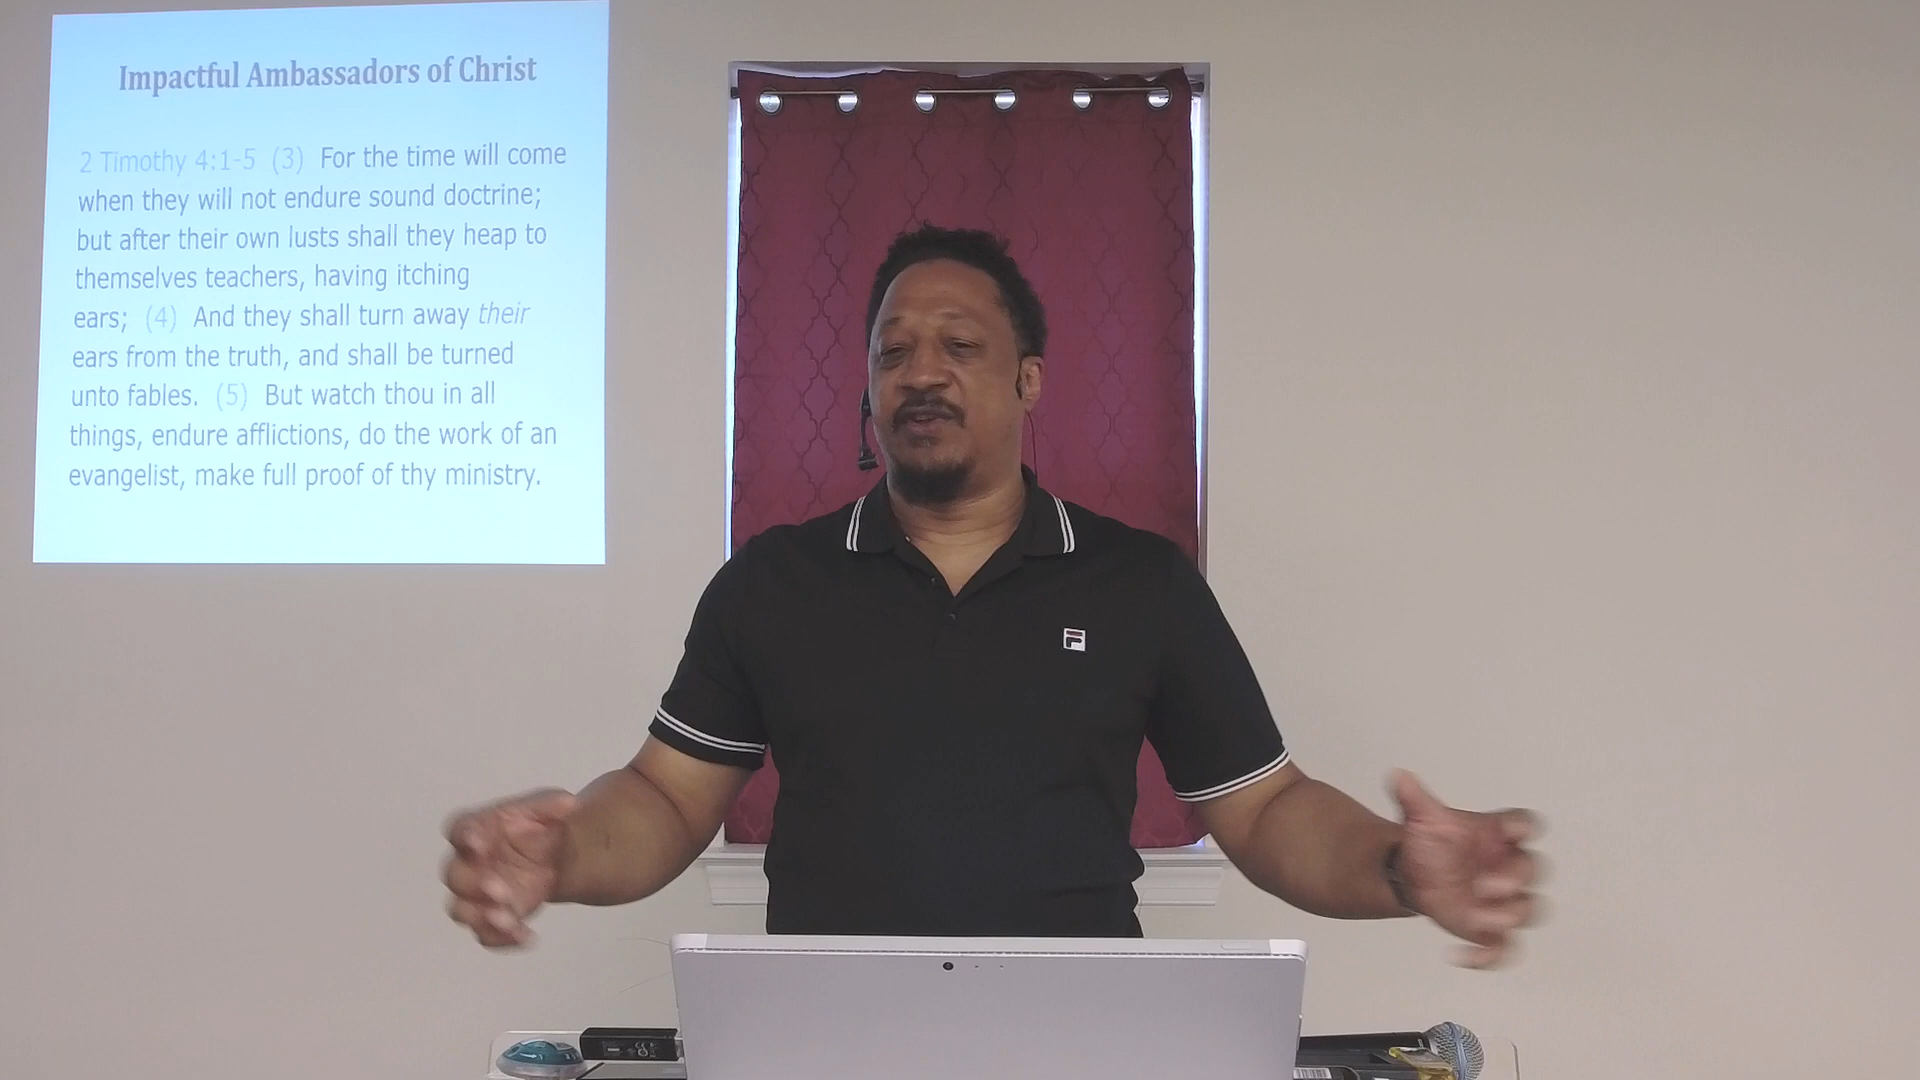 Impactful Ambassadors of Christ
2 Timothy 4:1-5 (3) For the time will come
when they will not endure sound doctrine;
but after their own lusts shall they heap to
themselves teachers, having itching
ears; (4) And they shall turn away their
ears from the truth, and shall be turned
unto fables. (5) But watch thou in all
things, endure afflictions, do the work of an
evangelist, make full proof of thy ministry.